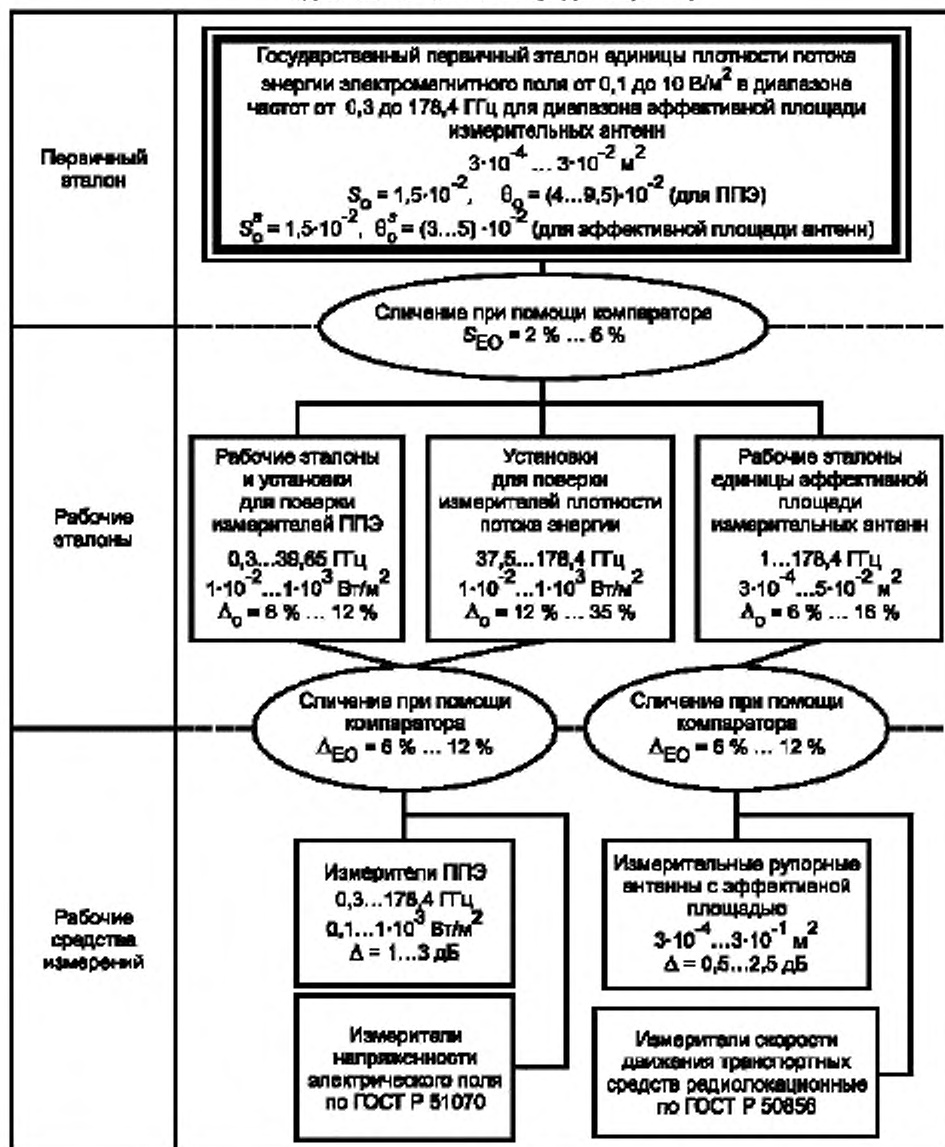 Государственный первичный эталон единицы плотности потока
энергии электромагнитного поля от 0,1 до 10 В/м² в диапазоне
частот от 0,3 до 178,4 ГГц для диапазона эффективной площади
измерительных антенн
3·10⁻⁴ ... 3·10⁻² м²
Sₒ = 1,5·10⁻², θₒ = (4...9,5)·10⁻² (для ППЭ)
Sₒˢ = 1,5·10⁻², θₒˢ = (3...5) ·10⁻² (для эффективной площади антенн)
Первичный
эталон
Сличение при помощи компаратора
S_EO = 2 % ... 6 %
Рабочие
эталоны
Рабочие эталоны
и установки
для поверки
измерителей ППЭ
0,3...39,65 ГГц
1·10⁻²...1·10³ Вт/м²
Δₒ = 8 % ... 12 %
Установки
для поверки
измерителей плотности
потока энергии
37,5...178,4 ГГц
1·10⁻²...1·10³ Вт/м²
Δₒ = 12 % ... 35 %
Рабочие эталоны
единицы эффективной
площади
измерительных антенн
1...178,4 ГГц
3·10⁻⁴...5·10⁻² м²
Δₒ = 6 % ... 16 %
Сличение при помощи
компаратора
Δ_EO = 6 % ... 12 %
Сличение при помощи
компаратора
Δ_EO = 6 % ... 12 %
Рабочие
средства
измерений
Измерители ППЭ
0,3...178,4 ГГц
0,1...1·10³ Вт/м²
Δ = 1...3 дБ
Измерительные рупорные
антенны с эффективной
площадью
3·10⁻⁴...3·10⁻¹ м²
Δ = 0,5...2,5 дБ
Измерители
напряженности
электрического поля
по ГОСТ Р 51070
Измерители скорости
движения транспортных
средств радиолокационные
по ГОСТ Р 50856